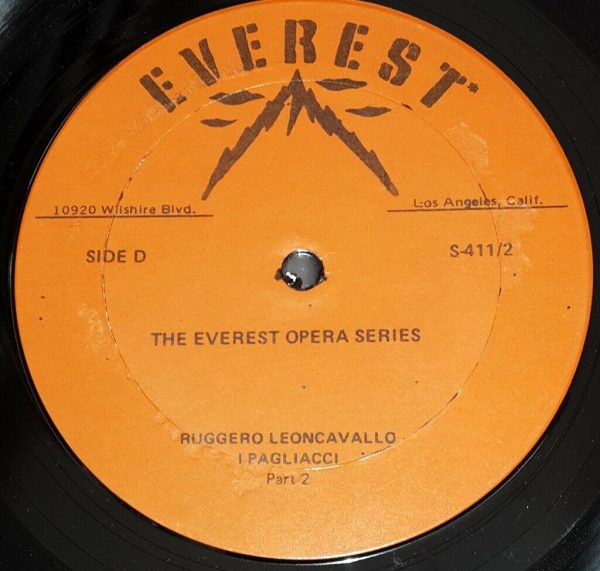 EVEREST
10920 Wilshire Blvd.
Los Angeles, Calif.
SIDE D
S-411/2
THE EVEREST OPERA SERIES
RUGGERO LEONCAVALLO
I PAGLIACCI
Part 2